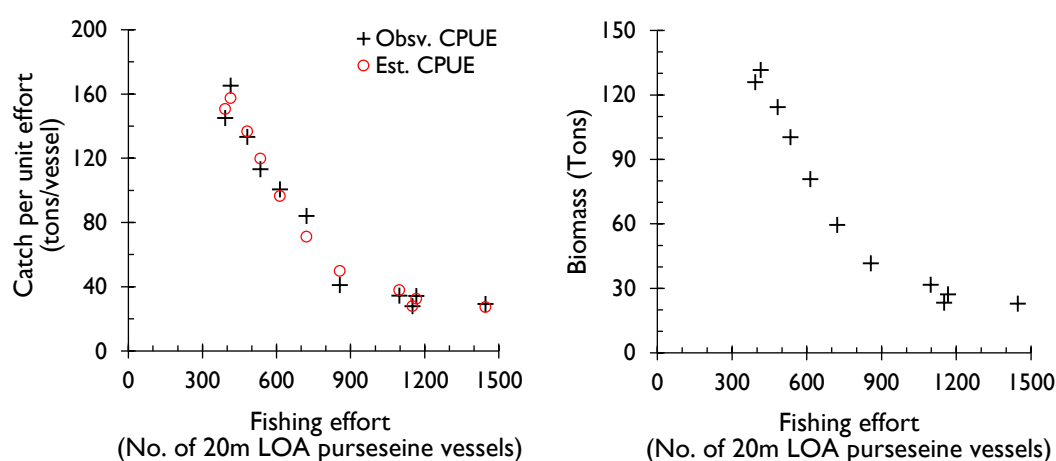 Catch per unit effort
(tons/vessel)
200
160
120
80
40
0
0 300 600 900 1200 1500
Obsv. CPUE
Est. CPUE
Fishing effort
(No. of 20m LOA purseseine vessels)
Biomass (Tons)
150
120
90
60
30
0
0 300 600 900 1200 1500
Fishing effort
(No. of 20m LOA purseseine vessels)